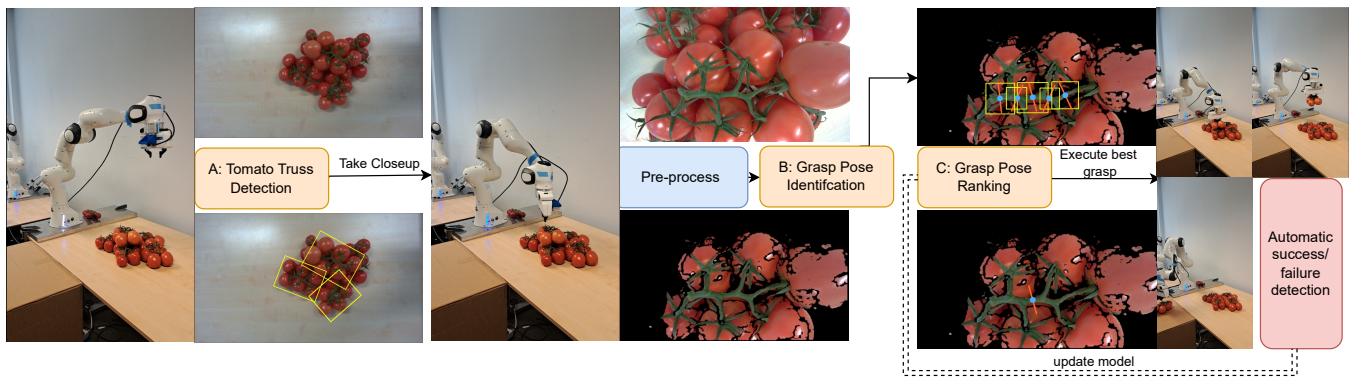 A: Tomato Truss
Detection
Take Closeup
Pre-process
B: Grasp Pose
Identifcation
C: Grasp Pose
Ranking
Execute best
grasp
Automatic
success/
failure
detection
update model